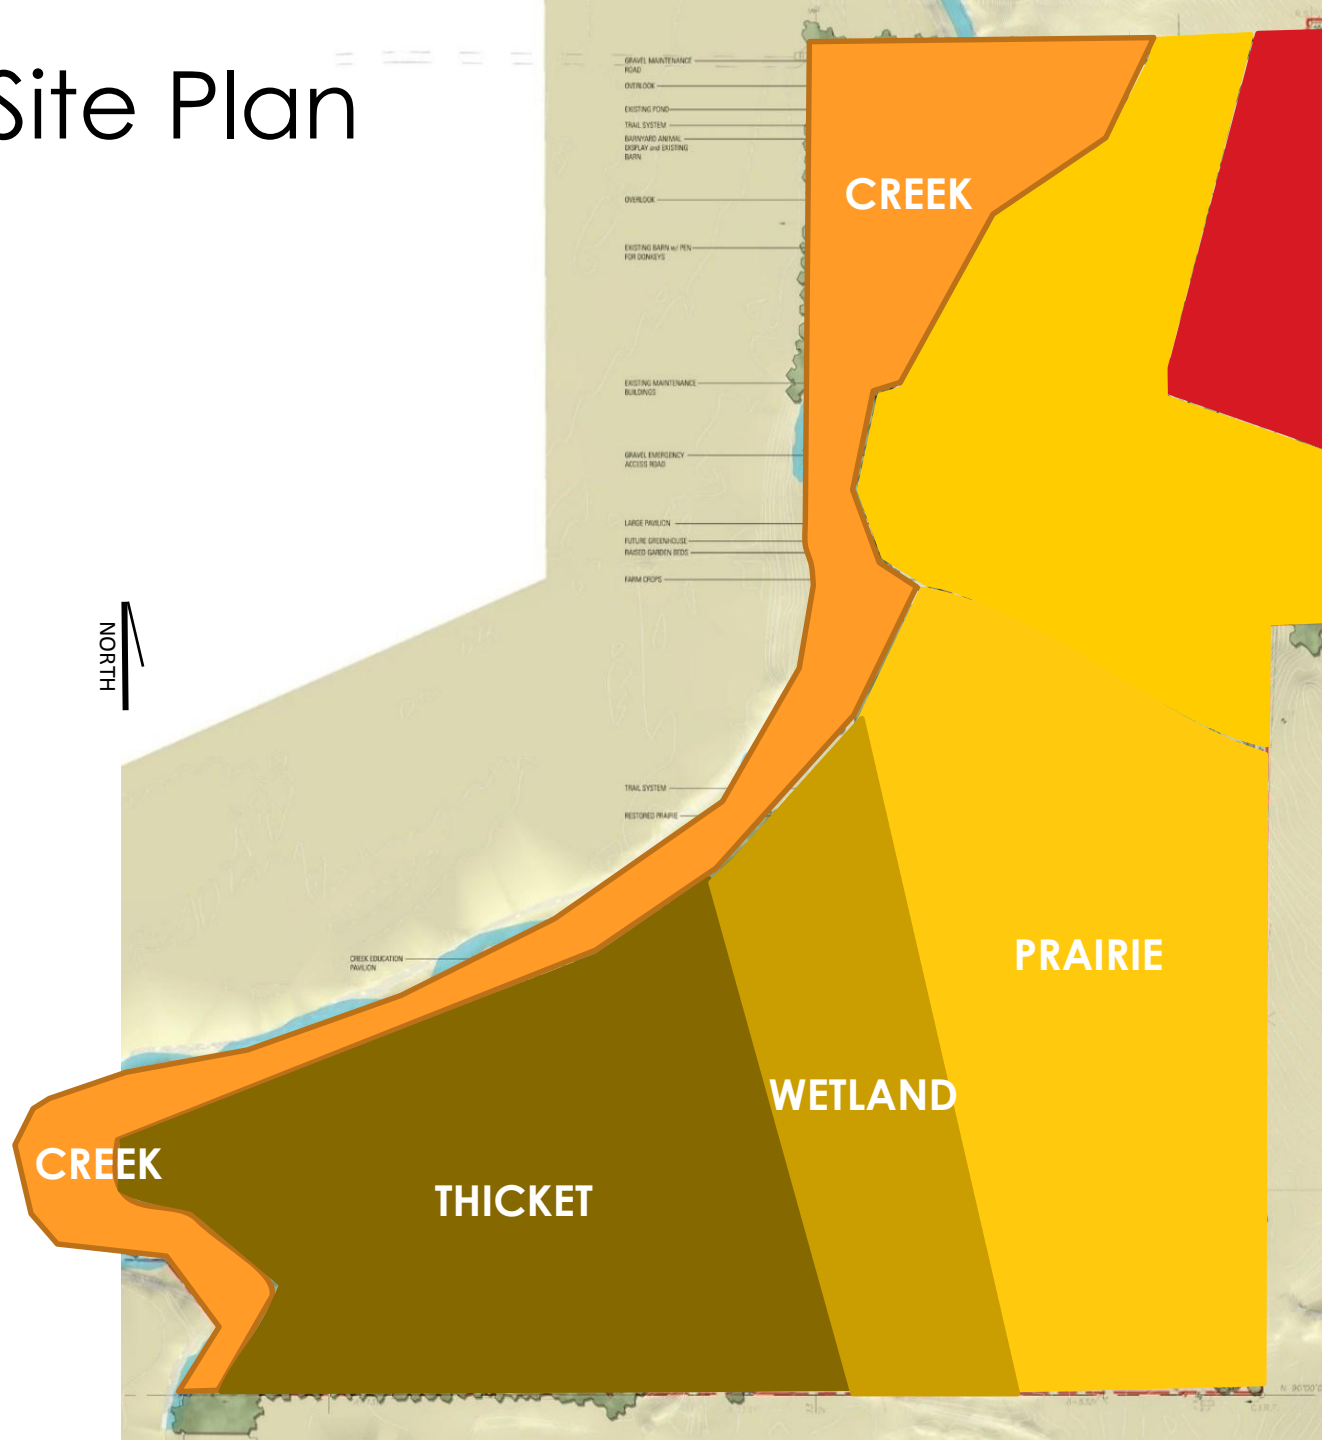 Site Plan
GRAVEL MAINTENANCE
ROAD
OVERLOOK
EXISTING POND
TRAIL SYSTEM
BARNYARD ANIMAL
DISPLAY and EXISTING
BARN
OVERLOOK
EXISTING BARN w/ PEN
FOR DONKEYS
EXISTING MAINTENANCE
BUILDINGS
GRAVEL EMERGENCY
ACCESS ROAD
LARGE PAVILION
FUTURE GREENHOUSE
RAISED GARDEN BEDS
FARM CROPS
CREEK
NORTH
TRAIL SYSTEM
RESTORED PRAIRIE
CREEK EDUCATION
PAVILION
PRAIRIE
WETLAND
CREEK
THICKET